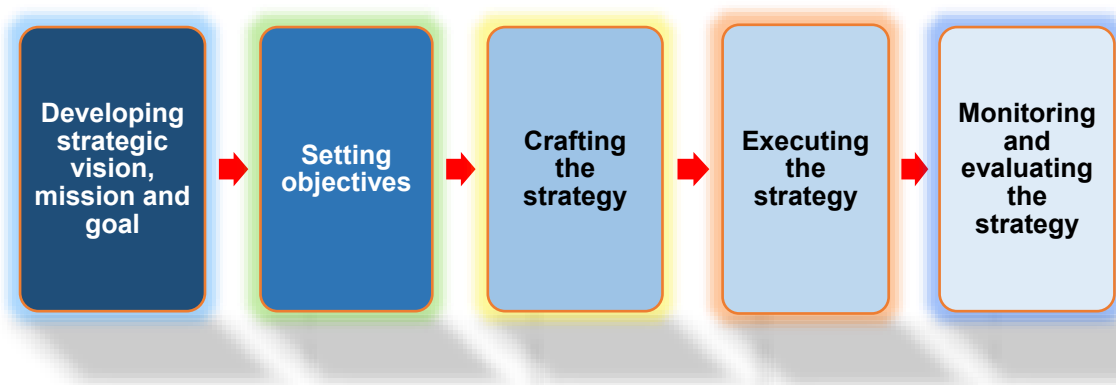 Developing
strategic
vision,
mission and
goal
Setting
objectives
Crafting
the
strategy
Executing
the
strategy
Monitoring
and
evaluating
the
strategy